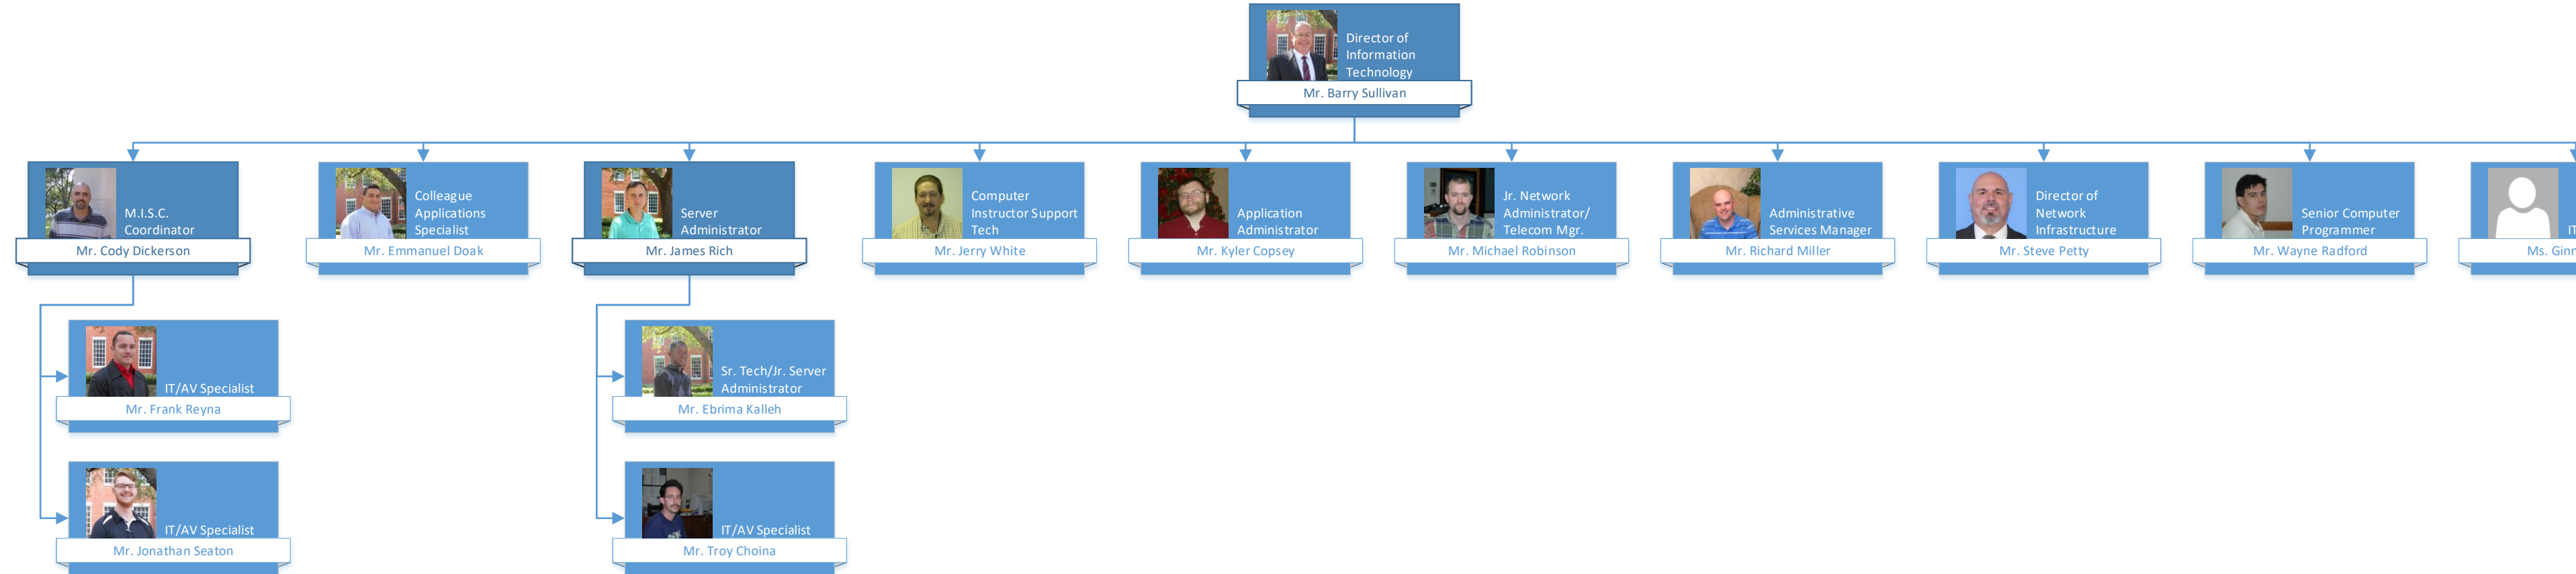 Director of
Information
Technology
Mr. Barry Sullivan
M.I.S.C.
Coordinator
Mr. Cody Dickerson
Colleague
Applications
Specialist
Mr. Emmanuel Doak
Server
Administrator
Mr. James Rich
Computer
Instructor Support
Tech
Mr. Jerry White
Application
Administrator
Mr. Kyler Copsey
Jr. Network
Administrator/
Telecom Mgr.
Mr. Michael Robinson
Administrative
Services Manager
Mr. Richard Miller
Director of
Network
Infrastructure
Mr. Steve Petty
Senior Computer
Programmer
Mr. Wayne Radford
Ms.
IT/AV Specialist
Mr. Frank Reyna
Sr. Tech/Jr. Server
Administrator
Mr. Ebrima Kalleh
IT/AV Specialist
Mr. Jonathan Seaton
IT/AV Specialist
Mr. Troy Choina